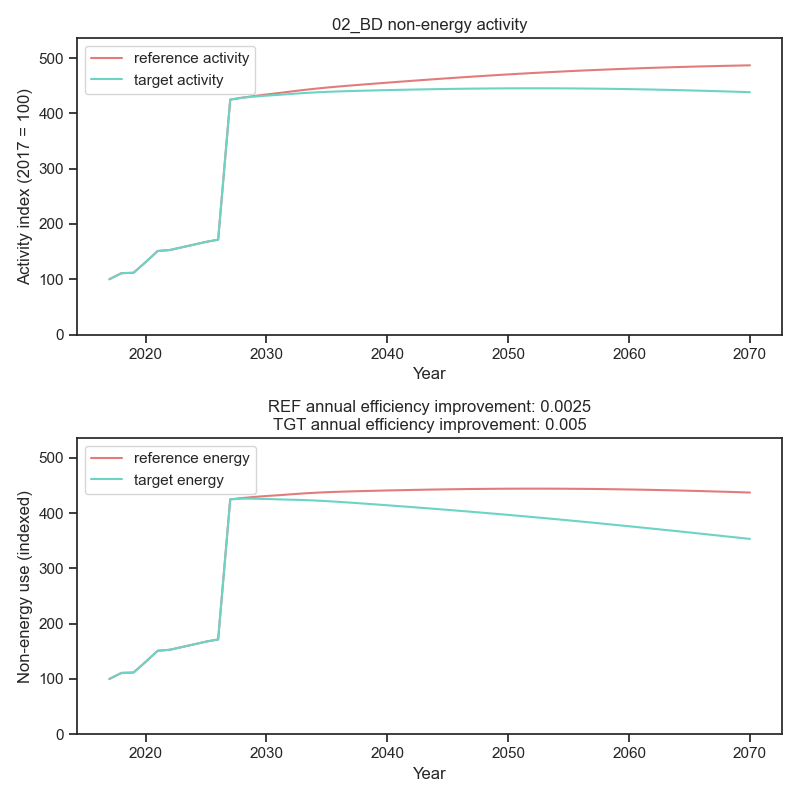 02_BD non-energy activity
500
400
300
200
100
0
Activity index (2017 = 100)
reference activity
target activity
2020 2030 2040 2050 2060 2070
Year
REF annual efficiency improvement: 0.0025
TGT annual efficiency improvement: 0.005
500
400
300
200
100
0
Non-energy use (indexed)
reference energy
target energy
2020 2030 2040 2050 2060 2070
Year